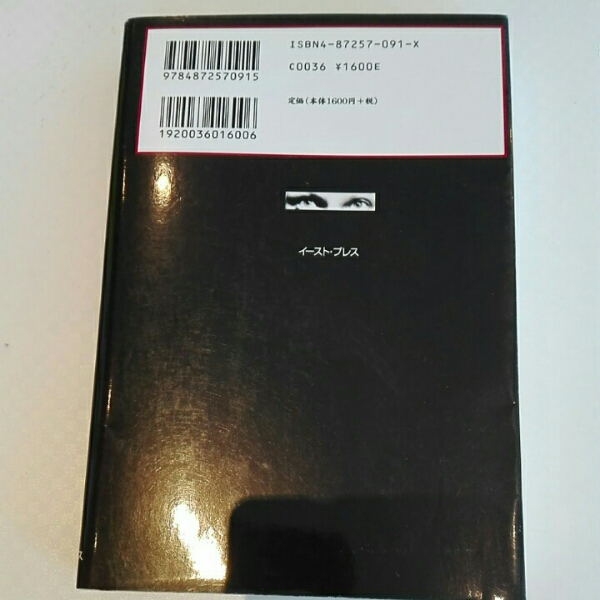 ISBN4-87257-091-X
9784872570915
C0036 ¥1600E
定価(本体1600円+税)
1920036016006
イースト・プレス
ス